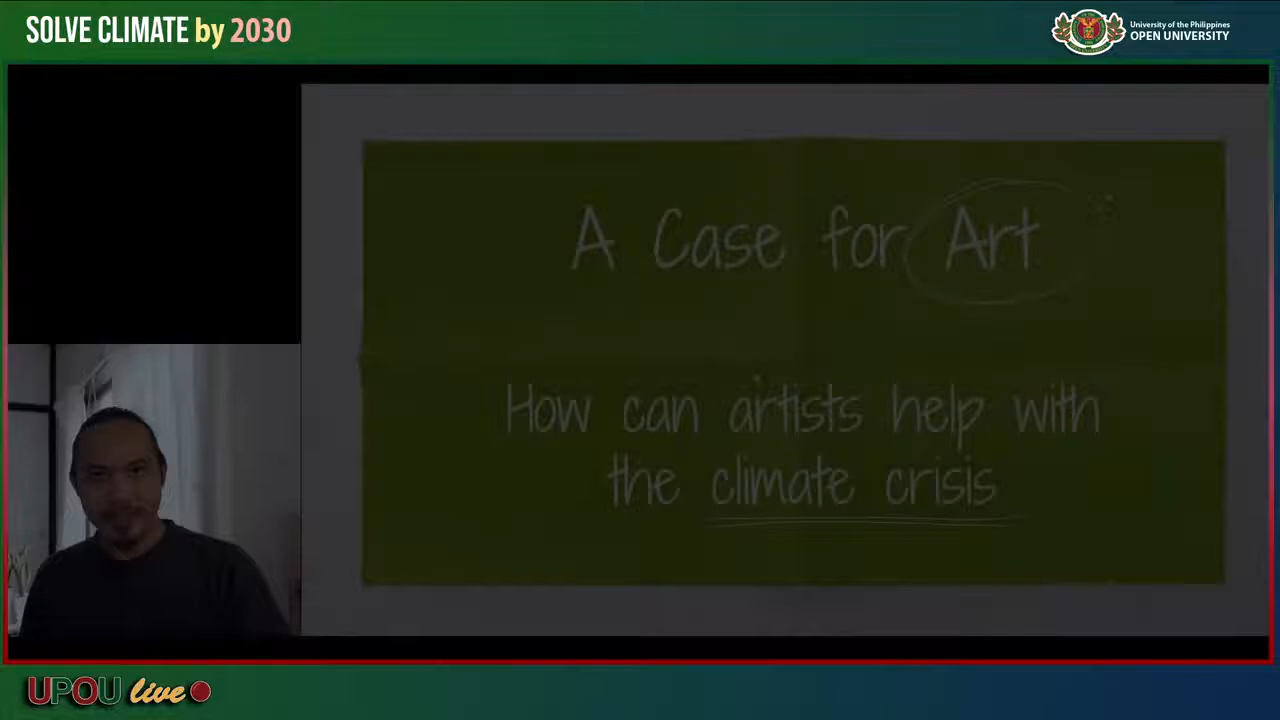 SOLVE CLIMATE by 2030
University of the Philippines
OPEN UNIVERSITY
A Case for Art
How can artists help with
the climate crisis
UPOU live